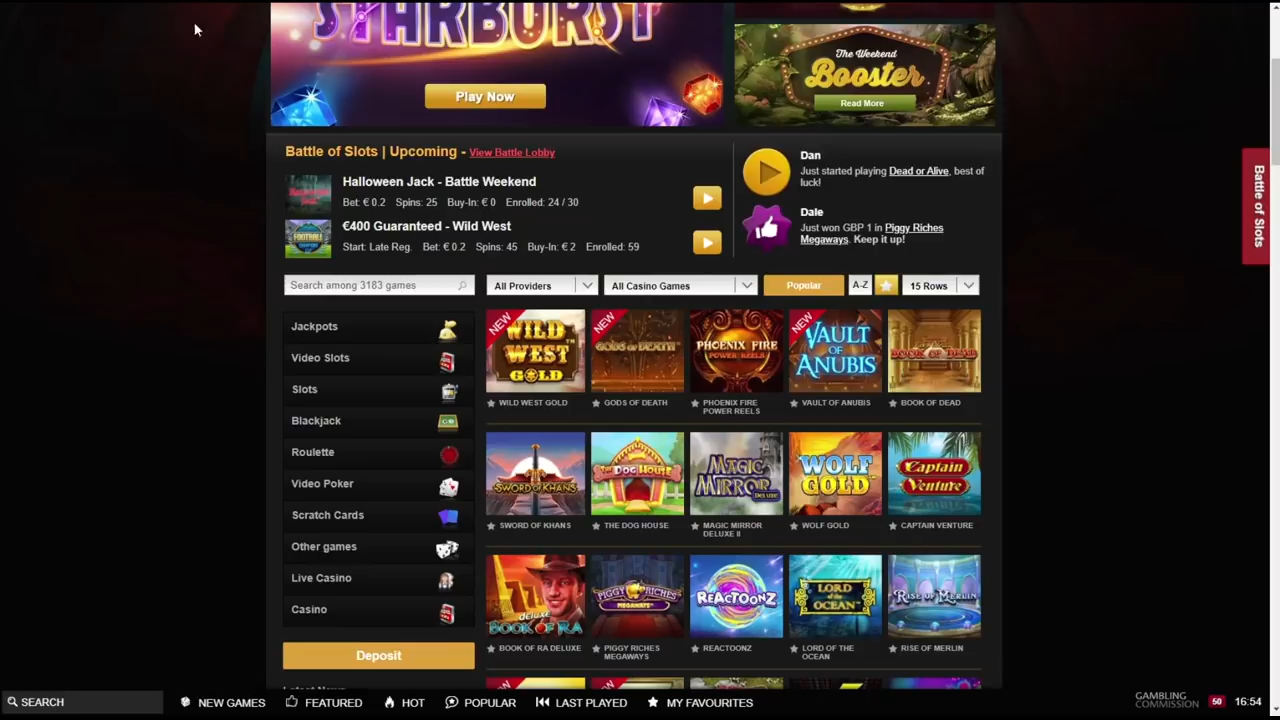 STARBURST
Play Now
The Weekend
Booster
Read More
Battle of Slots | Upcoming - View Battle Lobby
Halloween Jack - Battle Weekend
Bet: € 0.2 Spins: 25 Buy-In: € 0 Enrolled: 24 / 30
€400 Guaranteed - Wild West
Start: Late Reg. Bet: € 0.2 Spins: 45 Buy-In: € 2 Enrolled: 59
Dan
Just started playing Dead or Alive, best of
luck!
Dale
Just won GBP 1 in Piggy Riches
Megaways. Keep it up!
Battle of Slots
Search among 3183 games
All Providers
All Casino Games
Popular
A-Z
15 Rows
Jackpots
Video Slots
Slots
Blackjack
Roulette
Video Poker
Scratch Cards
Other games
Live Casino
Casino
Deposit
NEW
WILD
WEST
GOLD
NEW
GODS OF DEATH
PHOENIX FIRE
POWER REELS
NEW
VAULT
OF
ANUBIS
BOOK OF DEAD
WILD WEST GOLD
GODS OF DEATH
PHOENIX FIRE
POWER REELS
VAULT OF ANUBIS
BOOK OF DEAD
SWORD OF KHANS
THE DOG HOUSE
MAGIC
MIRROR
Deluxe
WOLF
GOLD
Captain
Venture
SWORD OF KHANS
THE DOG HOUSE
MAGIC MIRROR
DELUXE II
WOLF GOLD
CAPTAIN VENTURE
deluxe
BOOK OF RA
PIGGY RICHES
MEGAWAYS
REACTOONZ
LORD
OF THE
OCEAN
RISE OF MERLIN
BOOK OF RA DELUXE
PIGGY RICHES
MEGAWAYS
REACTOONZ
LORD OF THE
OCEAN
RISE OF MERLIN
SEARCH
NEW GAMES
FEATURED
HOT
POPULAR
LAST PLAYED
MY FAVOURITES
GAMBLING
COMMISSION
50
16:54